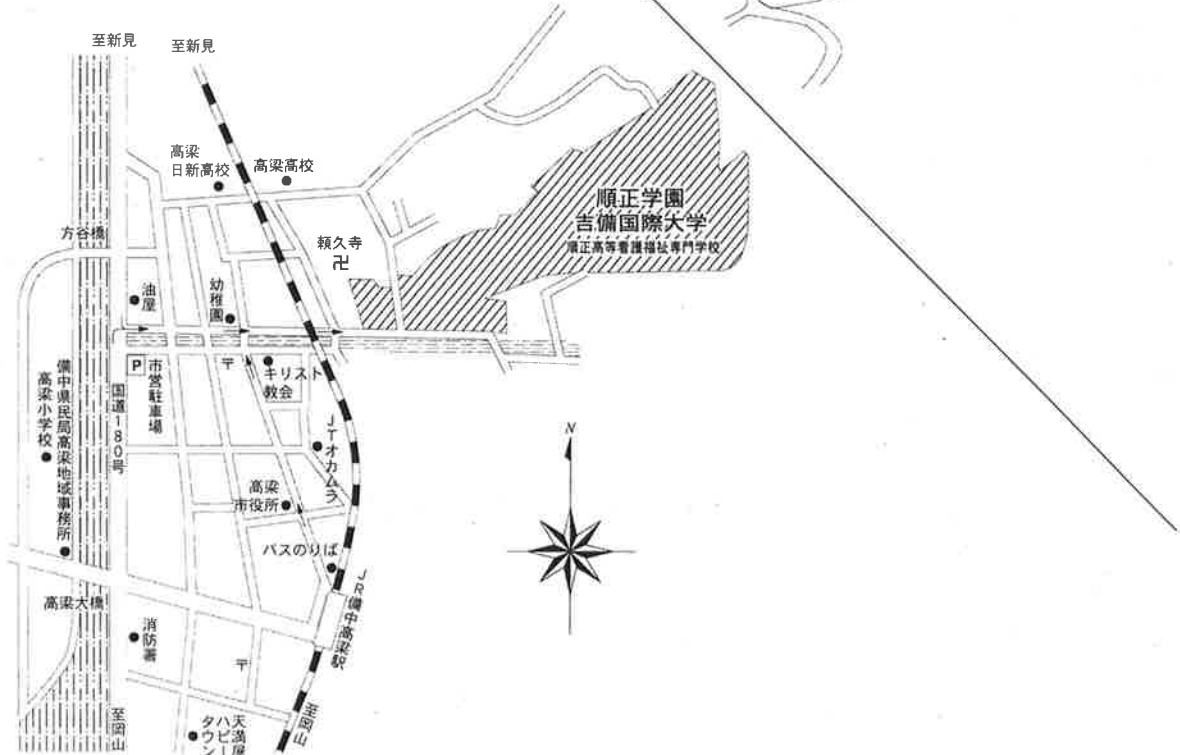 至新見
至新見
高梁
日新高校
高梁高校
順正学園
吉備国際大学
順正高等看護福祉専門学校
方谷橋
頼久寺
卍
油屋
幼稚園
P
市営駐車場
〒
キリスト
教会
国道180号
備中県民局高梁地域事務所
高梁小学校
JTオカムラ
N
高梁
市役所
バスのりば
JR備中高梁駅
高梁大橋
消防署
〒
至岡山
至岡山
天満屋
ハピー
タウン